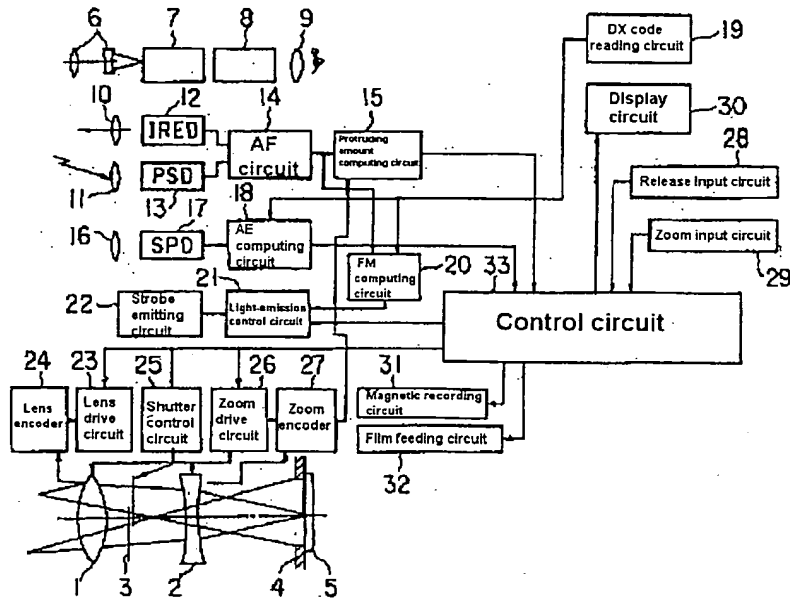 6 7 8 9
DX code
reading circuit
19
10 12 14 15
IRED
AF
circuit
Protruding
amount
computing circuit
Display
circuit
30
11
PSD
13
28
Release Input circuit
16 17 18
SPD
AE
computing
circuit
Zoom input circuit
29
FM
computing
circuit
20
33
Control circuit
21
22
Strobe
emitting
circuit
Light-emission
control circuit
24 23 25 26 27
Lens
encoder
Lens
drive
circuit
Shutter
control
circuit
Zoom
drive
circuit
Zoom
encoder
31
Magnetic recording
circuit
Film feeding circuit
32
1 3 2 4 5